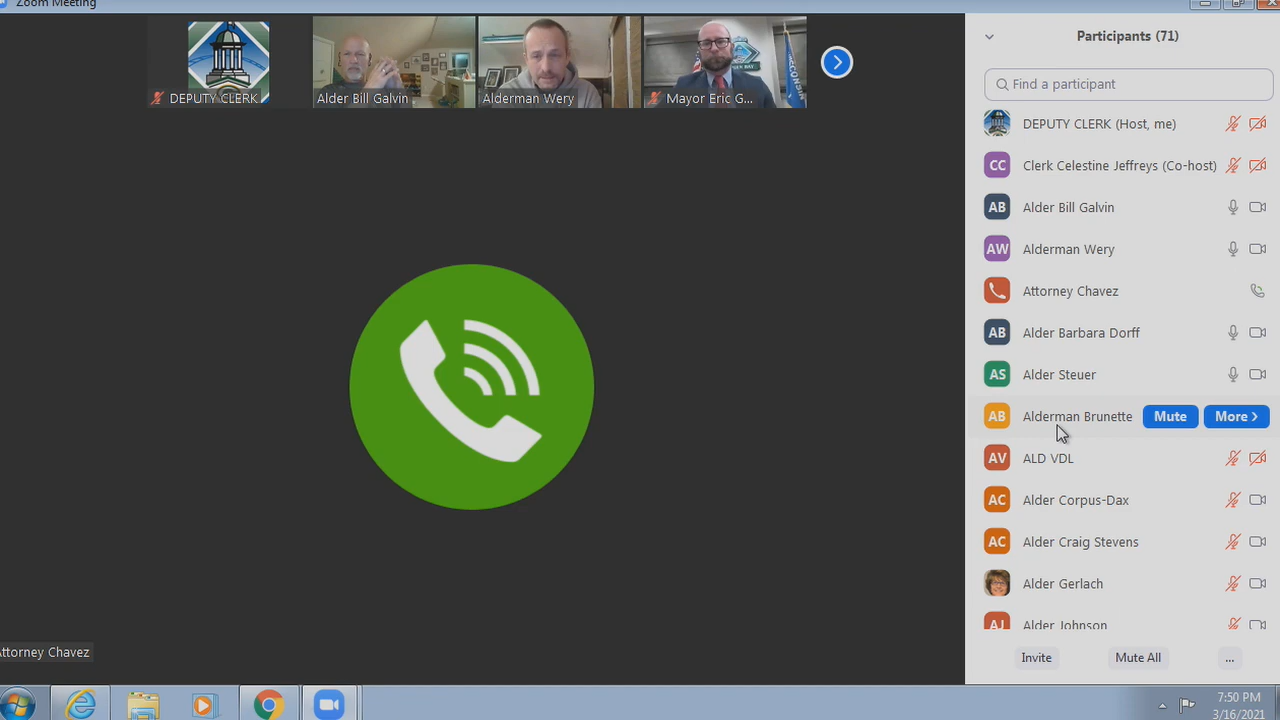 Zoom Meeting
DEPUTY CLERK
Alder Bill Galvin
Alderman Wery
Mayor Eric G...
Participants (71)
Find a participant
DEPUTY CLERK (Host, me)
CC Clerk Celestine Jeffreys (Co-host)
AB Alder Bill Galvin
AW Alderman Wery
Attorney Chavez
AB Alder Barbara Dorff
AS Alder Steuer
AB Alderman Brunette Mute More >
AV ALD VDL
AC Alder Corpus-Dax
AC Alder Craig Stevens
Alder Gerlach
AJ Alder Johnson
Attorney Chavez
Invite Mute All ...
7:50 PM
3/16/2021